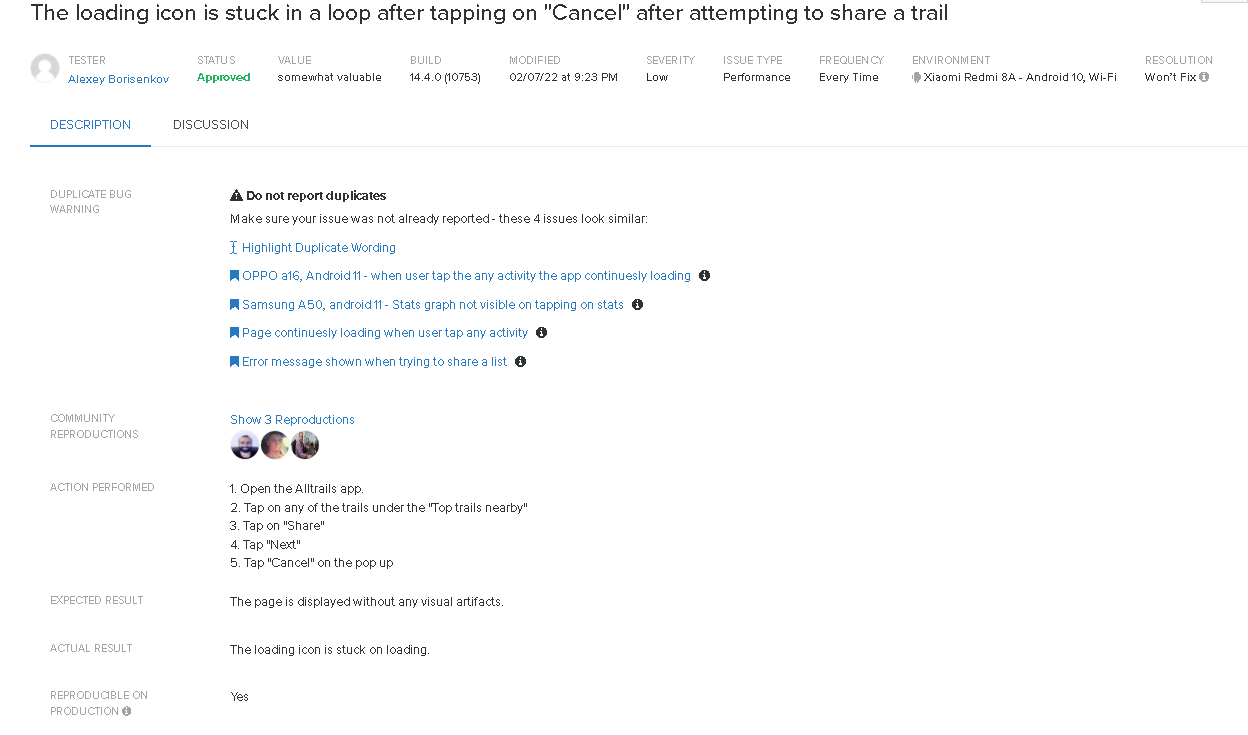 The loading icon is stuck in a loop after tapping on "Cancel" after attempting to share a trail
TESTER
Alexey Borisenkov
STATUS
Approved
VALUE
somewhat valuable
BUILD
14.4.0 (10753)
MODIFIED
02/07/22 at 9:23 PM
SEVERITY
Low
ISSUE TYPE
Performance
FREQUENCY
Every Time
ENVIRONMENT
Xiaomi Redmi 8A - Android 10, Wi-Fi
RESOLUTION
Won't Fix
DESCRIPTION
DISCUSSION
DUPLICATE BUG
WARNING
Do not report duplicates
Make sure your issue was not already reported - these 4 issues look similar:
Highlight Duplicate Wording
OPPO a16, Android 11 - when user tap the any activity the app continuesly loading
Samsung A50, android 11 - Stats graph not visible on tapping on stats
Page continuesly loading when user tap any activity
Error message shown when trying to share a list
COMMUNITY
REPRODUCTIONS
Show 3 Reproductions
ACTION PERFORMED
1. Open the Alltrails app.
2. Tap on any of the trails under the "Top trails nearby"
3. Tap on "Share"
4. Tap "Next"
5. Tap "Cancel" on the pop up
EXPECTED RESULT
The page is displayed without any visual artifacts.
ACTUAL RESULT
The loading icon is stuck on loading.
REPRODUCIBLE ON
PRODUCTION
Yes